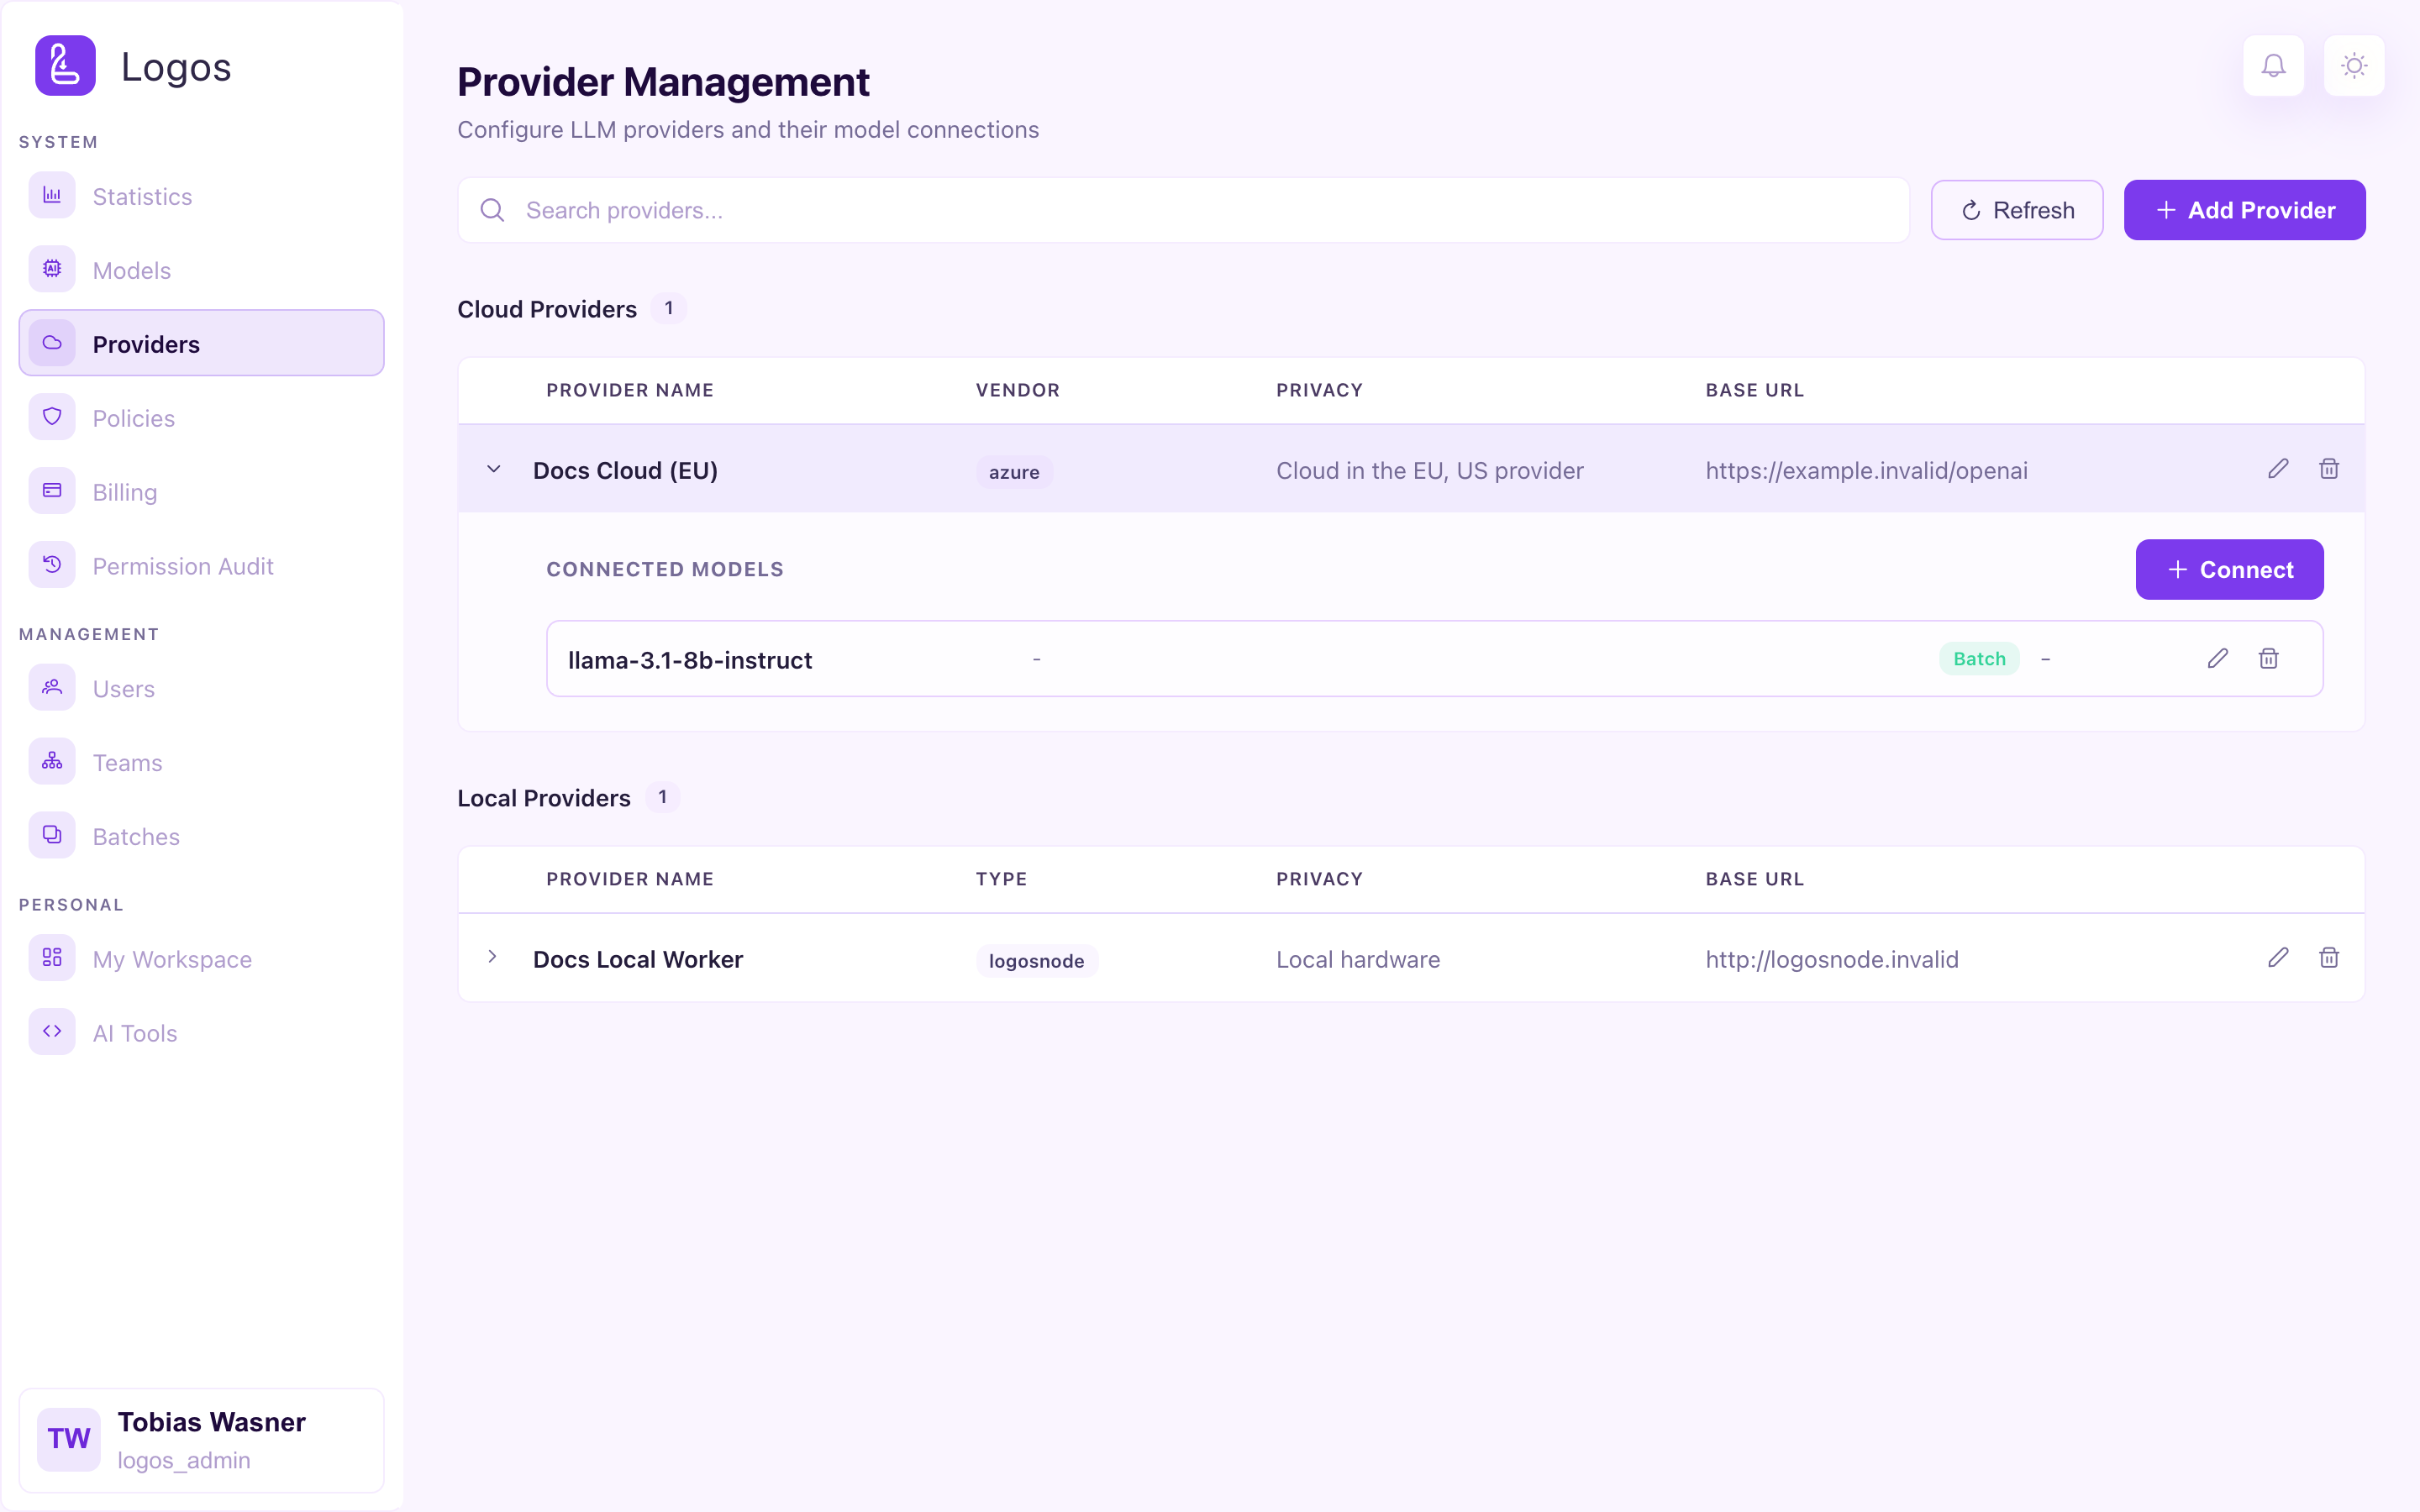 Logos
SYSTEM
Statistics
Models
Providers
Policies
Billing
Permission Audit
MANAGEMENT
Users
Teams
Batches
PERSONAL
My Workspace
AI Tools
TW
Tobias Wasner
logos_admin
Provider Management
Configure LLM providers and their model connections
Search providers...
Refresh
+ Add Provider
Cloud Providers 1
PROVIDER NAME VENDOR PRIVACY BASE URL
Docs Cloud (EU) azure Cloud in the EU, US provider https://example.invalid/openai
CONNECTED MODELS + Connect
llama-3.1-8b-instruct - Batch -
Local Providers 1
PROVIDER NAME TYPE PRIVACY BASE URL
Docs Local Worker logosnode Local hardware http://logosnode.invalid